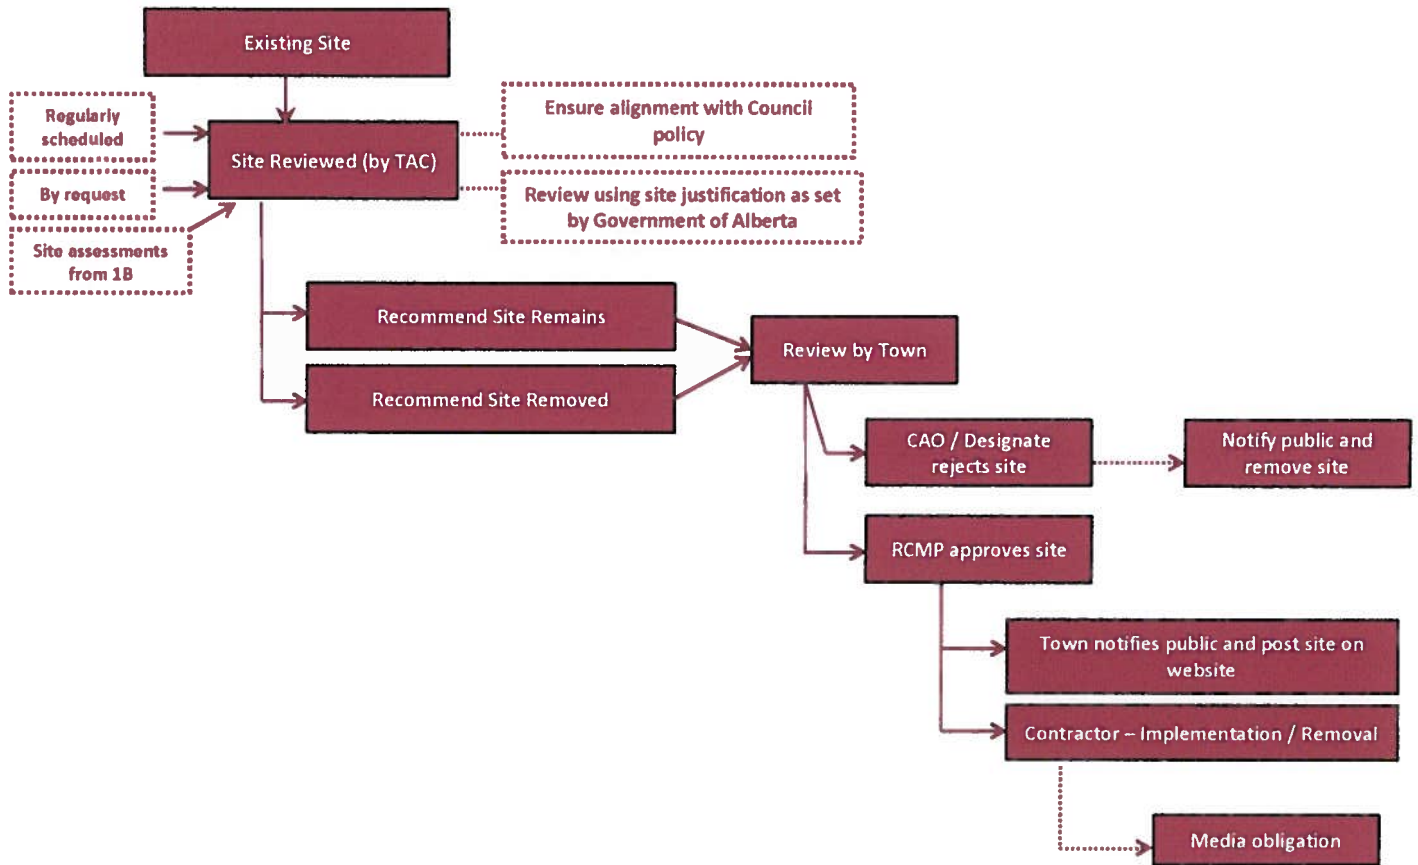 Existing Site
Regularly
scheduled
Ensure alignment with Council
policy
Site Reviewed (by TAC)
By request
Review using site justification as set
by Government of Alberta
Site assessments
from 1B
Recommend Site Remains
Review by Town
Recommend Site Removed
CAO / Designate
rejects site
Notify public and
remove site
RCMP approves site
Town notifies public and post site on
website
Contractor – Implementation / Removal
Media obligation